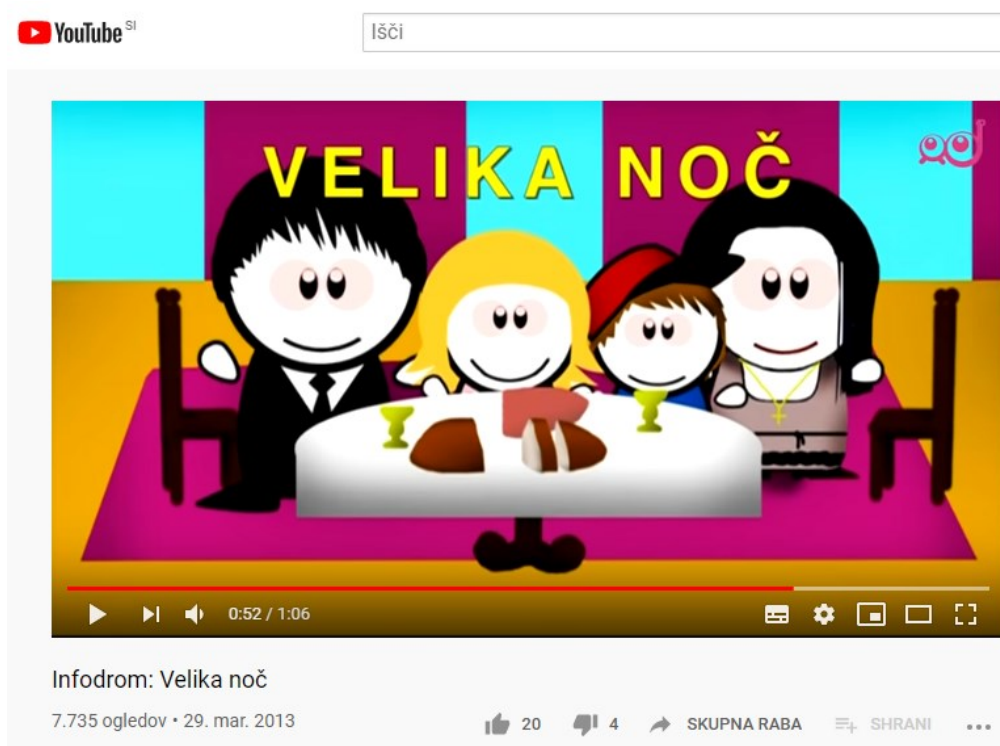 YouTube SI
Išči
VELIKA NOČ
0:52 / 1:06
Infodrom: Velika noč
7.735 ogledov • 29. mar. 2013
20
4
SKUPNA RABA
SHRANI